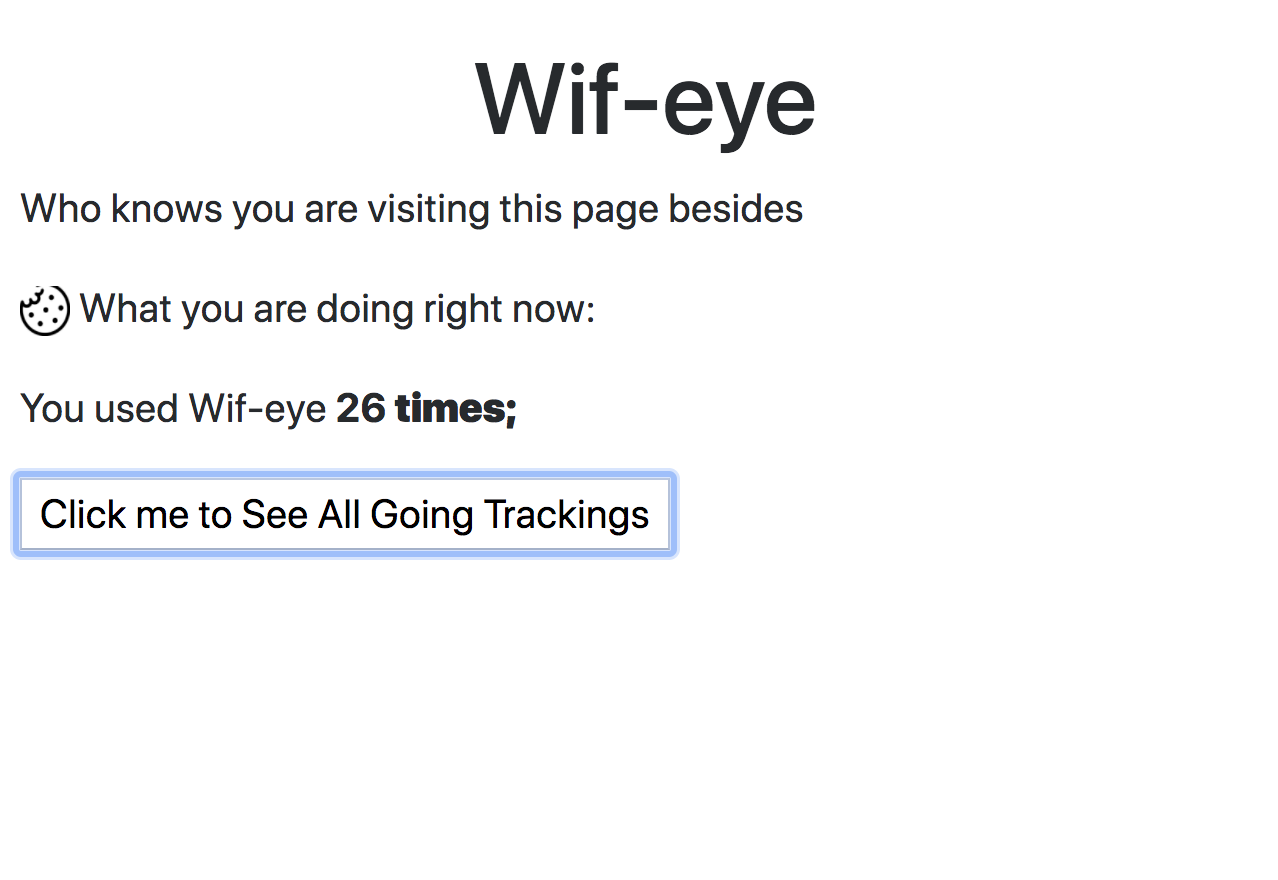 Wif-eye
Who knows you are visiting this page besides
What you are doing right now:
You used Wif-eye 26 times;
Click me to See All Going Trackings